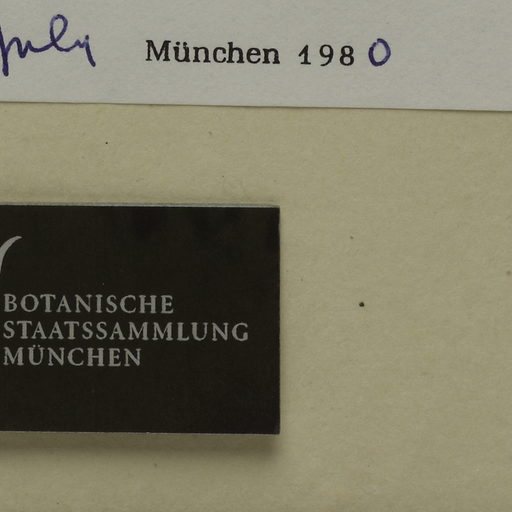 München 1980
BOTANISCHE
STAATSSAMMLUNG
MÜNCHEN